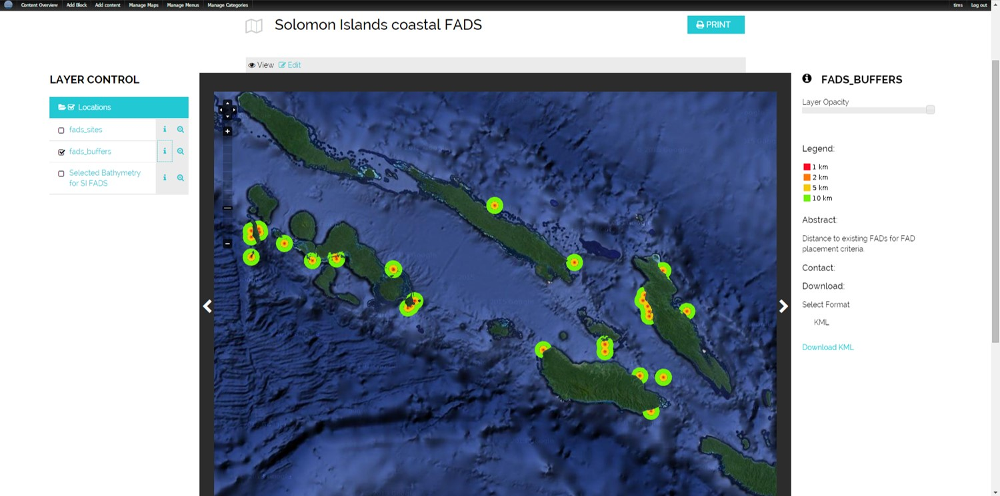 Content Overview Add Block Add content Manage Maps Manage Menus Manage Categories tims Log out
Solomon Islands coastal FADS
PRINT
View Edit
LAYER CONTROL
Locations
fads_sites
fads_buffers
Selected Bathymetry
for SI FADS
FADS_BUFFERS
Layer Opacity
Legend:
1 km
2 km
5 km
10 km
Abstract:
Distance to existing FADs for FAD
placement criteria.
Contact:
Download:
Select Format
KML
Download KML